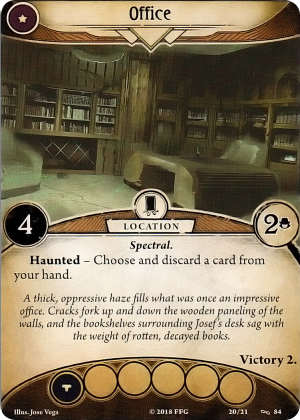 Office
4
LOCATION
2
Spectral.
Haunted – Choose and discard a card from
your hand.
A thick, oppressive haze fills what was once an impressive
office. Cracks fork up and down the wooden paneling of the
walls, and the bookshelves surrounding Josef's desk sag with
the weight of rotten, decayed books.
Victory 2.
Illus. Jose Vega
© 2018 FFG
20/21
84